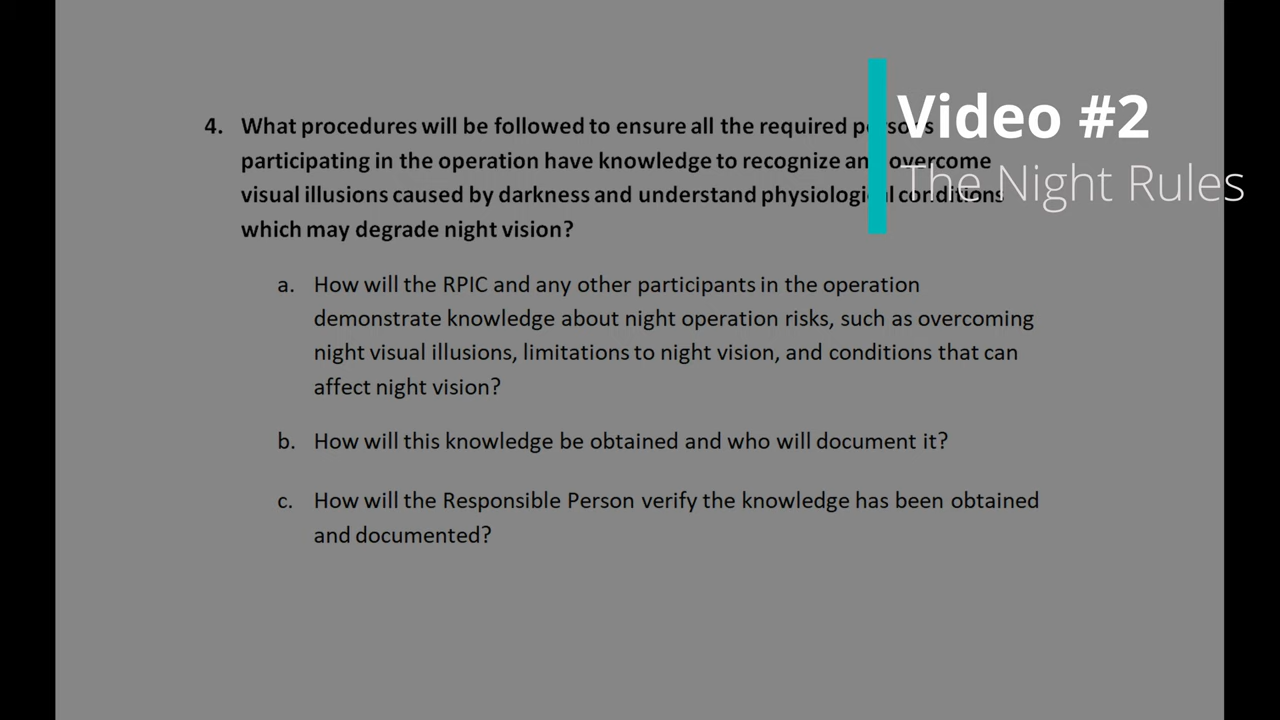 Video #2
The Night Rules
4. What procedures will be followed to ensure all the required persons
participating in the operation have knowledge to recognize and overcome
visual illusions caused by darkness and understand physiological conditions
which may degrade night vision?
a. How will the RPIC and any other participants in the operation
demonstrate knowledge about night operation risks, such as overcoming
night visual illusions, limitations to night vision, and conditions that can
affect night vision?
b. How will this knowledge be obtained and who will document it?
c. How will the Responsible Person verify the knowledge has been obtained
and documented?